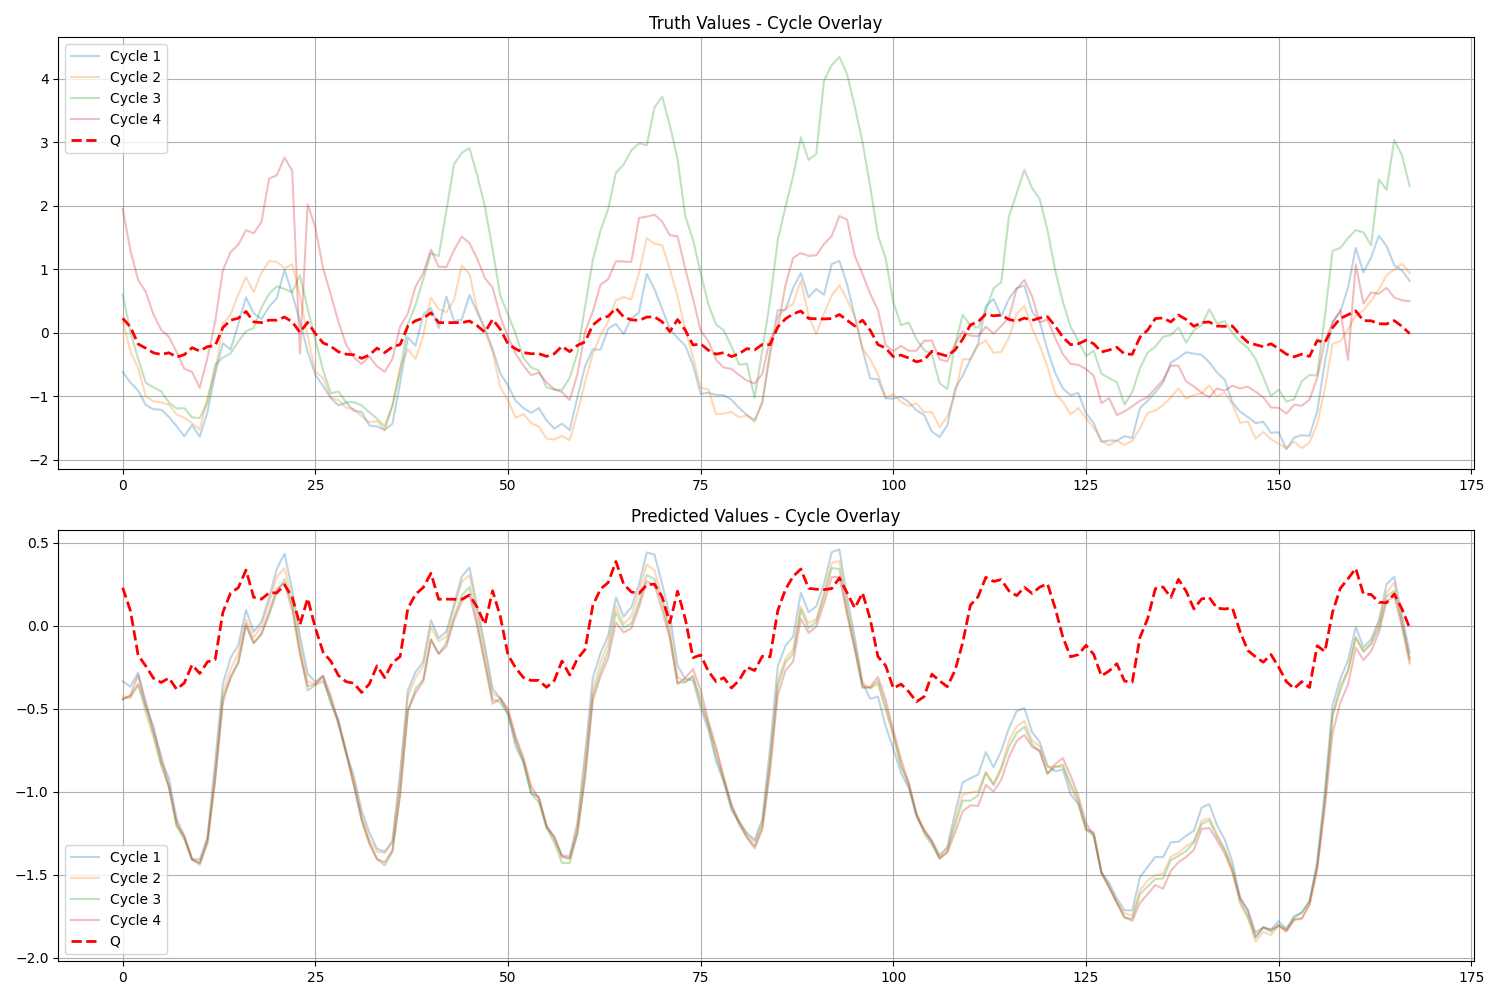 Truth Values - Cycle Overlay
Cycle 1
Cycle 2
Cycle 3
Cycle 4
Q
4
3
2
1
0
−1
−2
0 25 50 75 100 125 150 175
Predicted Values - Cycle Overlay
0.5
0.0
−0.5
−1.0
−1.5
−2.0
Cycle 1
Cycle 2
Cycle 3
Cycle 4
Q
0 25 50 75 100 125 150 175